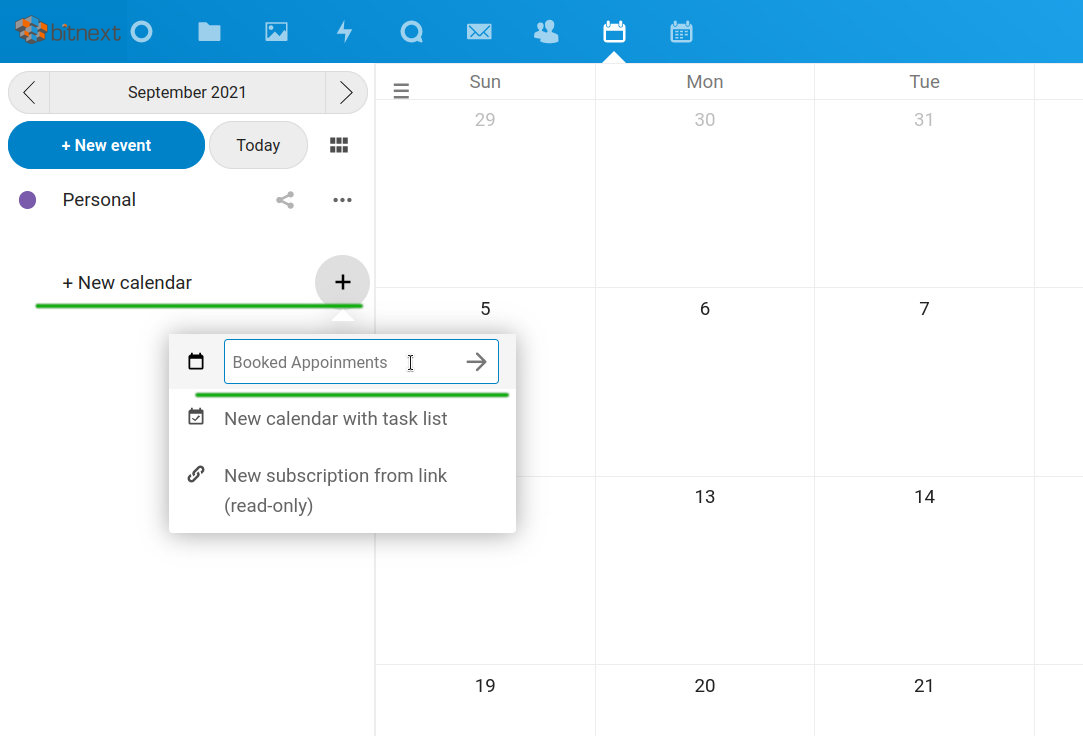 bitnext
September 2021
+ New event
Today
Personal
+ New calendar
Booked Appoinments
New calendar with task list
New subscription from link
(read-only)
Sun Mon Tue
29 30 31
5 6 7
13 14
19 20 21